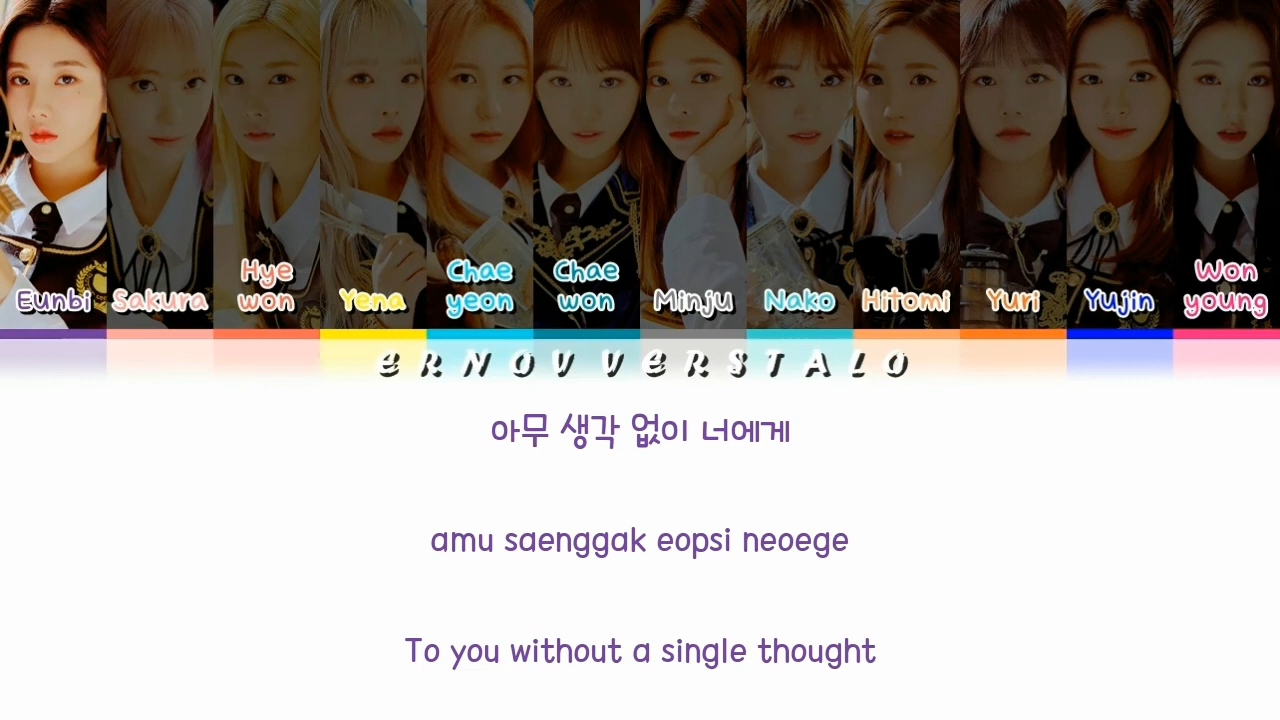 Eunbi
Sakura
Hye
won
Yena
Chae
yeon
Chae
won
Minju
Nako
Hitomi
Yuri
Yujin
Won
young
ERNOV VERSTALO
아무 생각 없이 너에게
amu saenggak eopsi neoege
To you without a single thought